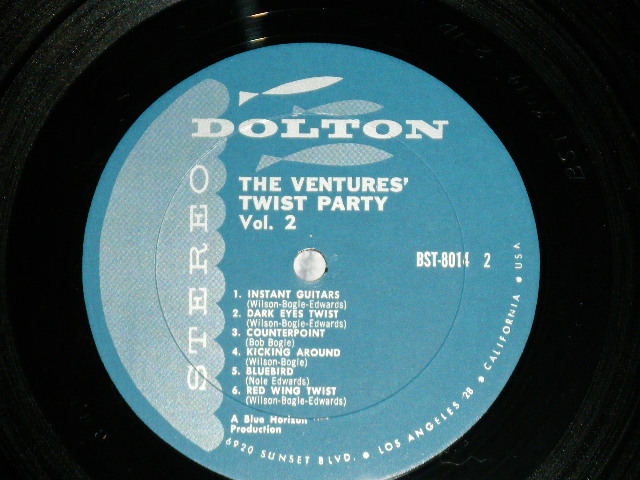 DOLTON
STEREO
THE VENTURES'
TWIST PARTY
Vol. 2
BST-8014 2
1. INSTANT GUITARS
(Wilson-Bogle-Edwards)
2. DARK EYES TWIST
(Wilson-Bogle-Edwards)
3. COUNTERPOINT
(Bob Bogle)
4. KICKING AROUND
(Wilson-Bogle)
5. BLUEBIRD
(Nole Edwards)
6. RED WING TWIST
(Wilson-Bogle-Edwards)
A Blue Horizon
Production
6920 SUNSET BLVD. • LOS ANGELES 28 • CALIFORNIA • USA